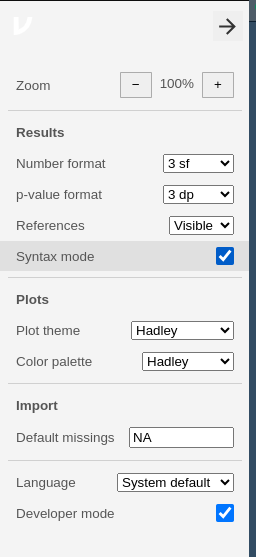 Zoom − 100% +
Results
Number format 3 sf
p-value format 3 dp
References Visible
Syntax mode
Plots
Plot theme Hadley
Color palette Hadley
Import
Default missings NA
Language System default
Developer mode